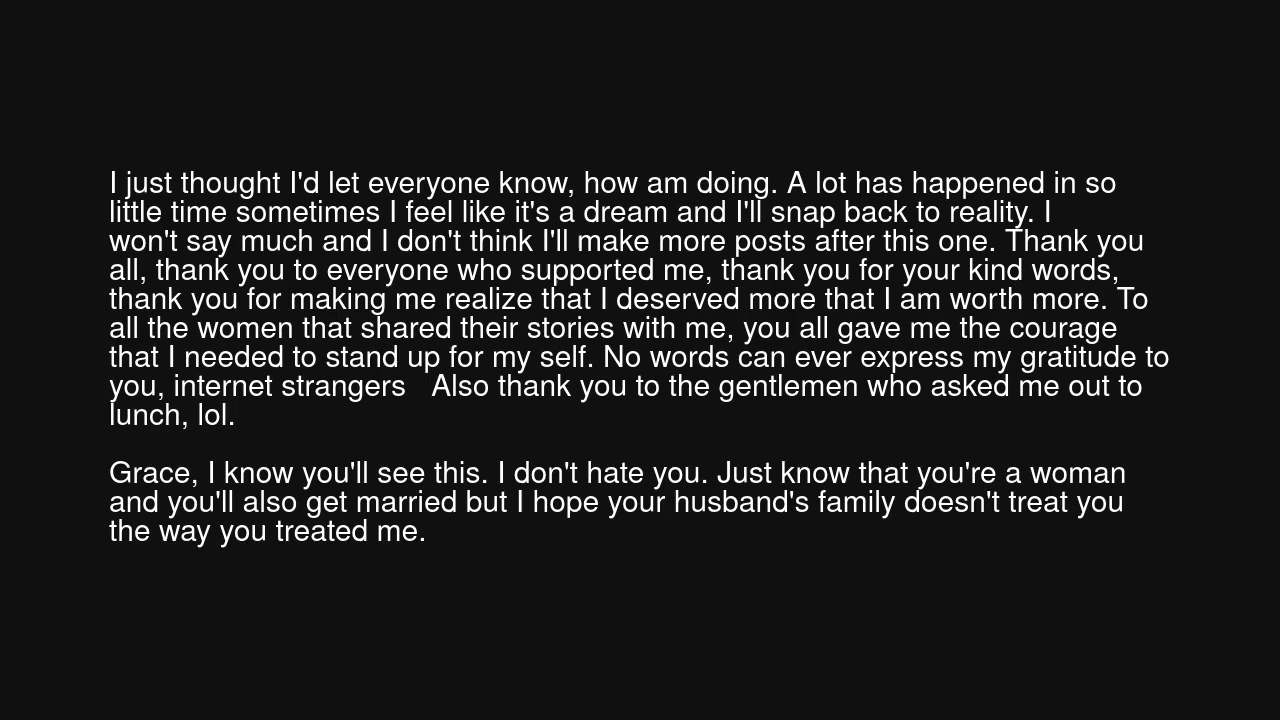 I just thought I'd let everyone know, how am doing. A lot has happened in so
little time sometimes I feel like it's a dream and I'll snap back to reality. I
won't say much and I don't think I'll make more posts after this one. Thank you
all, thank you to everyone who supported me, thank you for your kind words,
thank you for making me realize that I deserved more that I am worth more. To
all the women that shared their stories with me, you all gave me the courage
that I needed to stand up for my self. No words can ever express my gratitude to
you, internet strangers   Also thank you to the gentlemen who asked me out to
lunch, lol.

Grace, I know you'll see this. I don't hate you. Just know that you're a woman
and you'll also get married but I hope your husband's family doesn't treat you
the way you treated me.